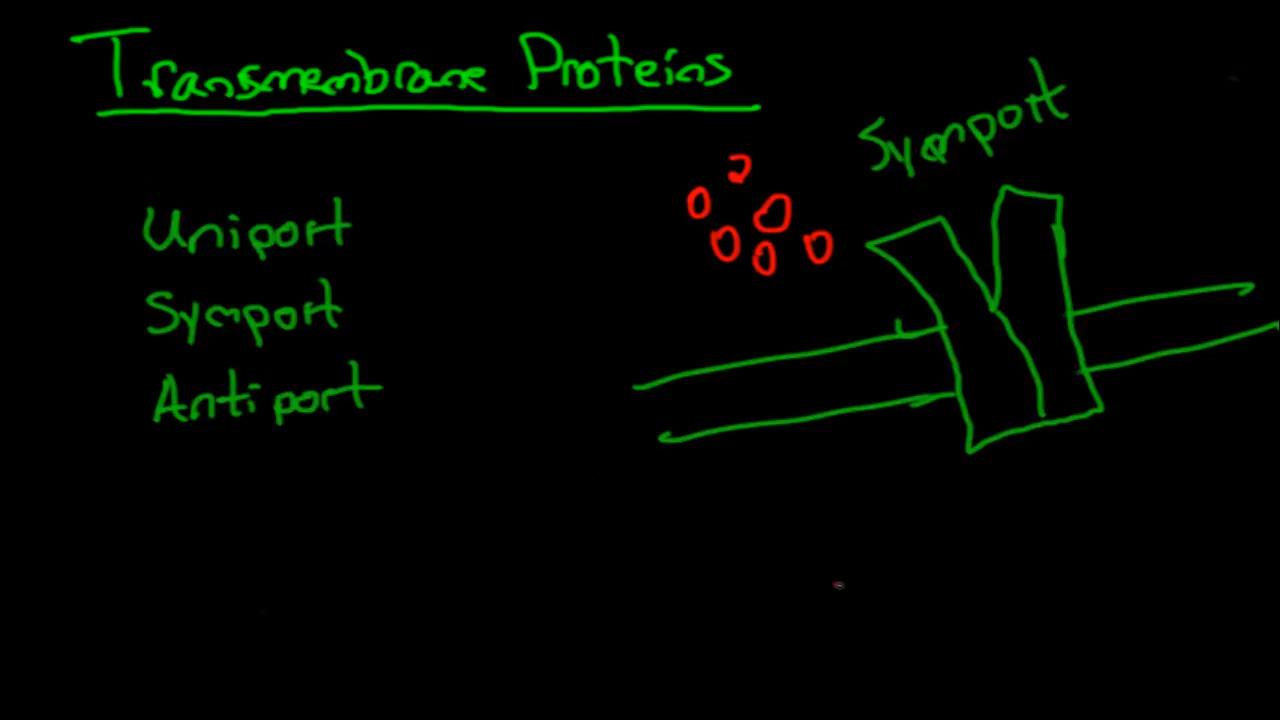 Transmembrane Proteins
Symport
Uniport
Symport
Antiport